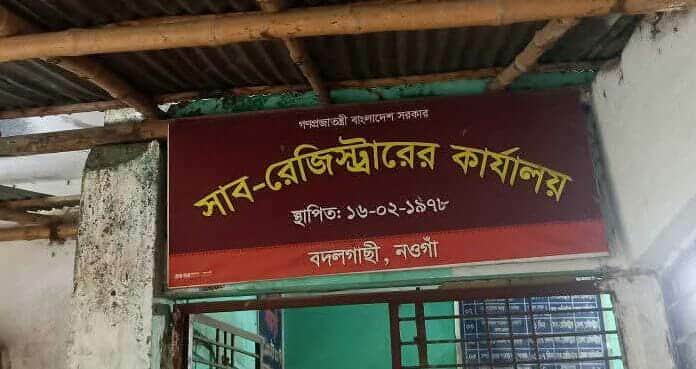 গণপ্রজাতন্ত্রী বাংলাদেশ সরকার
সাব-রেজিস্ট্রারের কার্যালয়
স্থাপিত: ১৬-০২-১৯৭৮
বদলগাছী, নওগাঁ